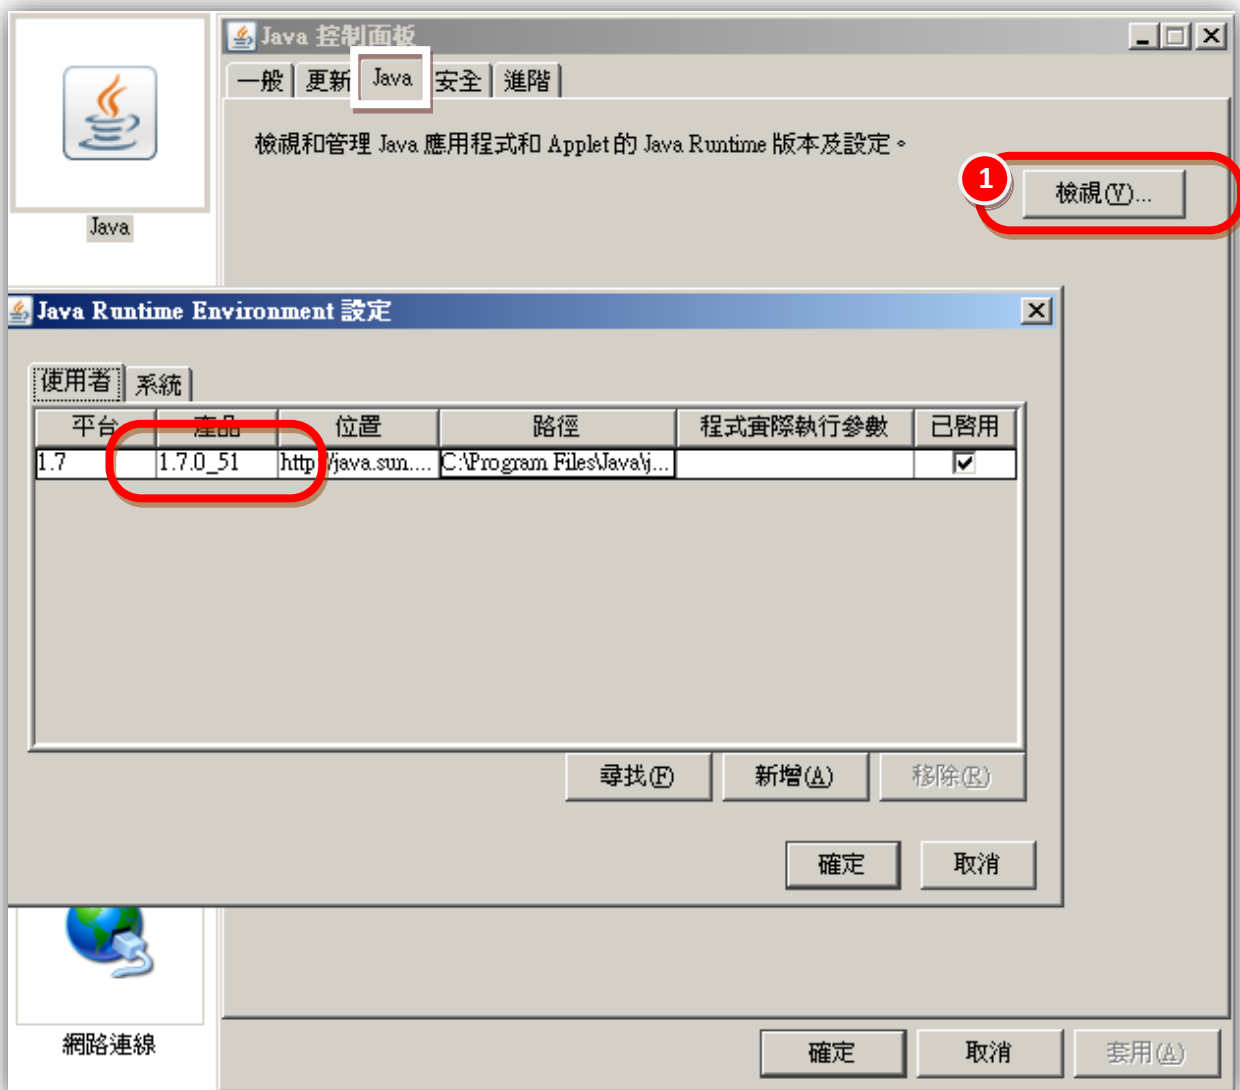 Java 控制面板
一般 更新 Java 安全 進階
檢視和管理 Java 應用程式和 Applet 的 Java Runtime 版本及設定。
1
檢視(V)...
Java
Java Runtime Environment 設定
使用者 系統
平台 產品 位置 路徑 程式實際執行參數 已啓用
1.7 1.7.0_51 http://java.sun.... C:\Program Files\Java\j...
尋找(F) 新增(A) 移除(R)
確定 取消
網路連線
確定 取消 套用(A)